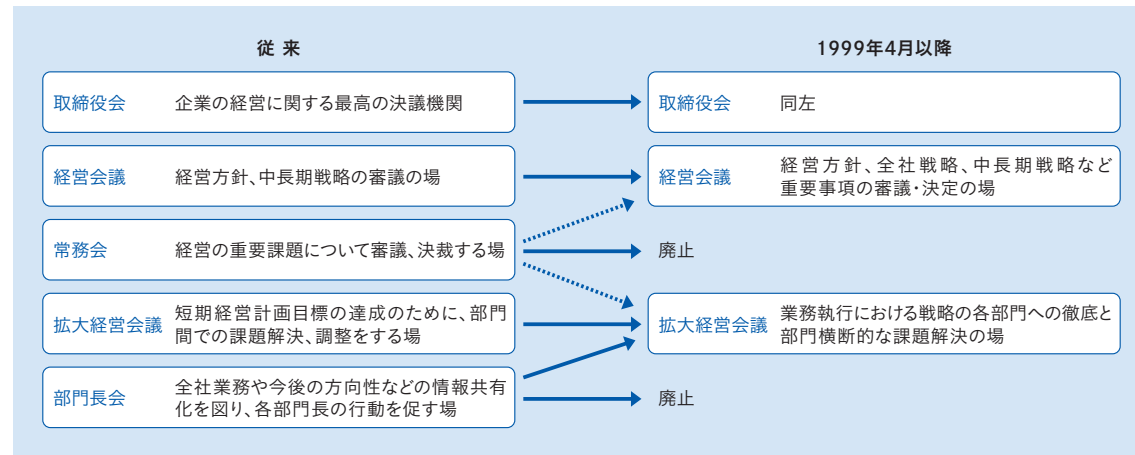 従 来
1999年4月以降
取締役会
企業の経営に関する最高の決議機関
取締役会
同左
経営会議
経営方針、中長期戦略の審議の場
経営会議
経営方針、全社戦略、中長期戦略など
重要事項の審議・決定の場
常務会
経営の重要課題について審議、決裁する場
廃止
拡大経営会議
短期経営計画目標の達成のために、部門
間での課題解決、調整をする場
拡大経営会議
業務執行における戦略の各部門への徹底と
部門横断的な課題解決の場
部門長会
全社業務や今後の方向性などの情報共有
化を図り、各部門長の行動を促す場
廃止